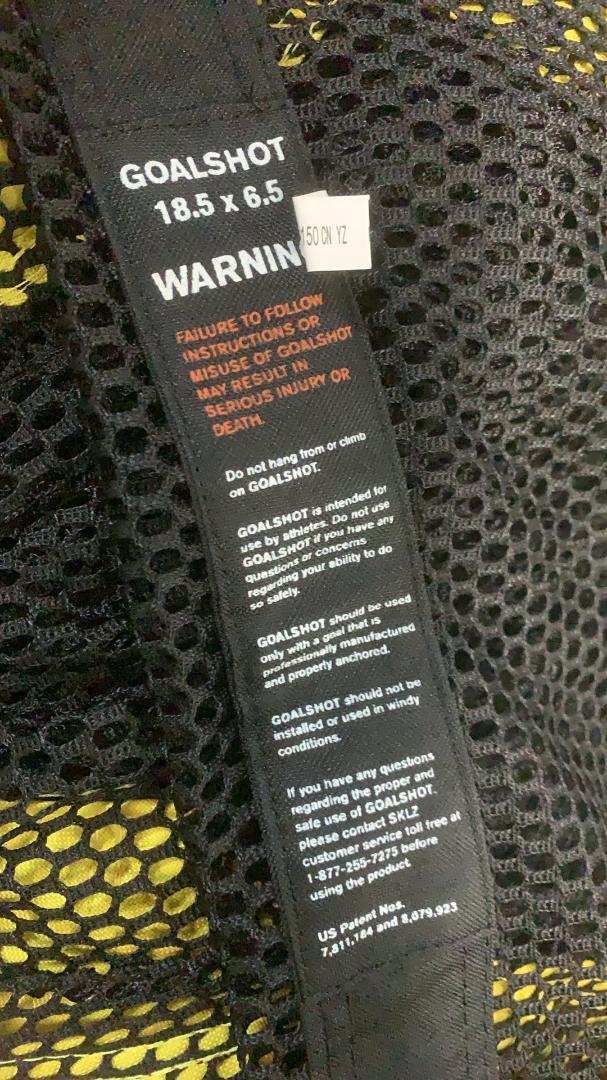 GOALSHOT
18.5 x 6.5
50 CN YZ
WARNIN
FAILURE TO FOLLOW
INSTRUCTIONS OR
MISUSE OF GOALSHOT
MAY RESULT IN
SERIOUS INJURY OR
DEATH.
Do not hang from or climb
on GOALSHOT.
GOALSHOT is intended for
use by athletes. Do not use
GOALSHOT if you have any
questions or concerns
regarding your ability to do
so safely.
GOALSHOT should be used
only with a goal that is
professionally manufactured
and properly anchored.
GOALSHOT should not be
installed or used in windy
conditions.
If you have any questions
regarding the proper and
safe use of GOALSHOT.
please contact SKLZ
customer service toll free at
1-877-255-7275 before
using the product
US Patent Nos.
7,811,184 and 8,079,923